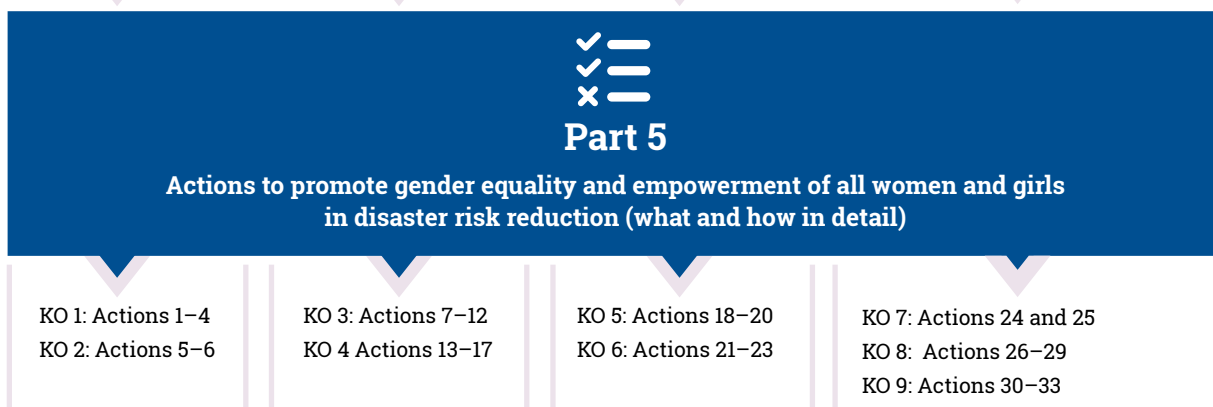 Part 5
Actions to promote gender equality and empowerment of all women and girls
in disaster risk reduction (what and how in detail)
KO 1: Actions 1–4
KO 2: Actions 5–6
KO 3: Actions 7–12
KO 4 Actions 13–17
KO 5: Actions 18–20
KO 6: Actions 21–23
KO 7: Actions 24 and 25
KO 8:  Actions 26–29
KO 9: Actions 30–33